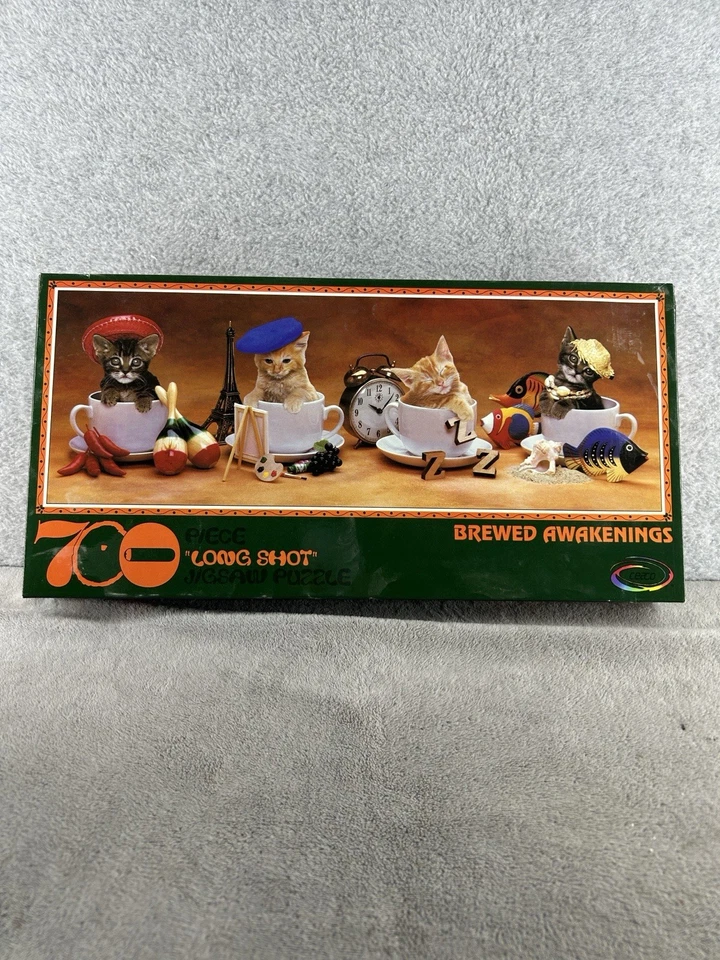 Z
Z Z
700
PIECE
"LONG SHOT"
JIGSAW PUZZLE
BREWED AWAKENINGS